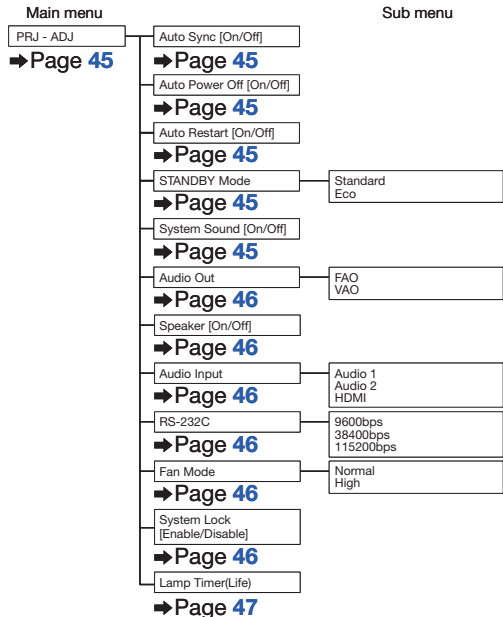 Main menu
Sub menu
PRJ - ADJ
➡Page 45
Auto Sync [On/Off]
➡Page 45
Auto Power Off [On/Off]
➡Page 45
Auto Restart [On/Off]
➡Page 45
STANDBY Mode
➡Page 45
Standard
Eco
System Sound [On/Off]
➡Page 45
Audio Out
➡Page 46
FAO
VAO
Speaker [On/Off]
➡Page 46
Audio Input
➡Page 46
Audio 1
Audio 2
HDMI
RS-232C
➡Page 46
9600bps
38400bps
115200bps
Fan Mode
➡Page 46
Normal
High
System Lock
[Enable/Disable]
➡Page 46
Lamp Timer(Life)
➡Page 47